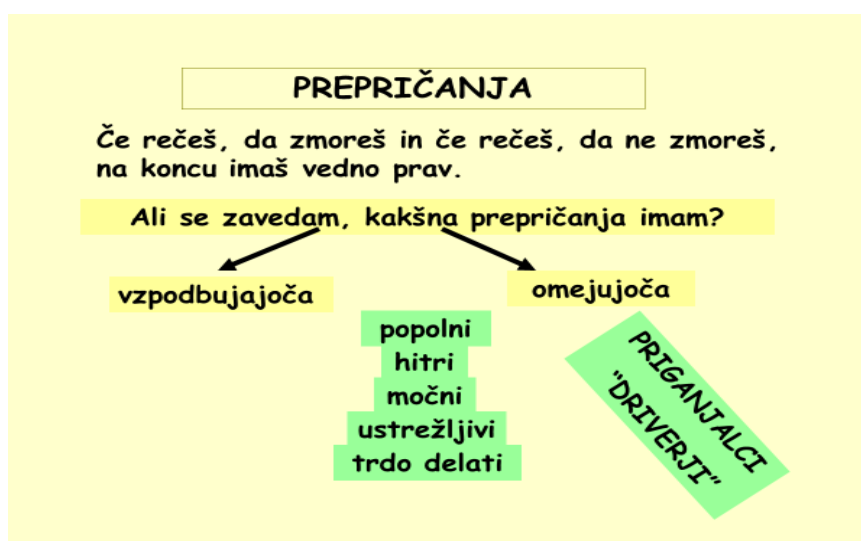 PREPRIČANJA
Če rečeš, da zmoreš in če rečeš, da ne zmoreš,
na koncu imaš vedno prav.
Ali se zavedam, kakšna prepričanja imam?
vzpodbujajoča
omejujoča
popolni
hitri
močni
ustrežljivi
trdo delati
PRIGANJALCI
"DRIVERJI"